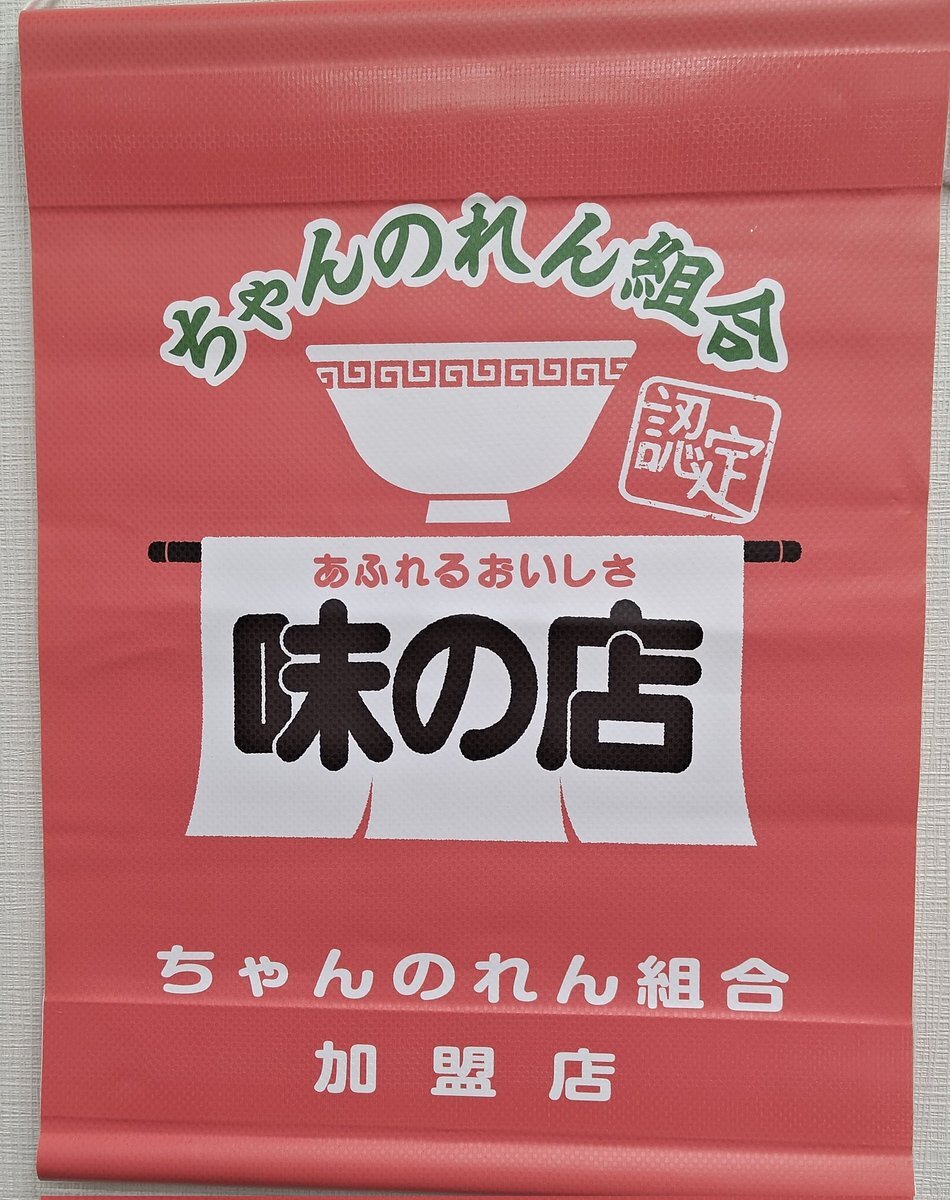 ちゃんのれん組合
認定
あふれるおいしさ
味の店
ちゃんのれん組合
加盟店